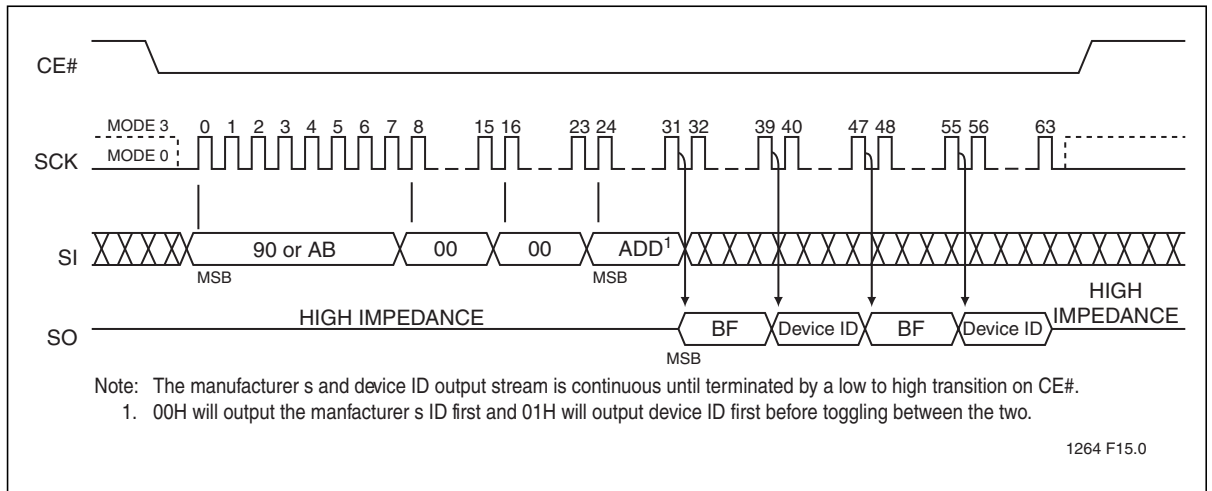 CE#
MODE 3
MODE 0
SCK
0 1 2 3 4 5 6 7 8 15 16 23 24 31 32 39 40 47 48 55 56 63
SI
90 or AB 00 00 ADD1
MSB MSB
HIGH IMPEDANCE
HIGH IMPEDANCE
SO
BF Device ID BF Device ID
MSB
Note: The manufacturer s and device ID output stream is continuous until terminated by a low to high transition on CE#.
1. 00H will output the manfacturer s ID first and 01H will output device ID first before toggling between the two.
1264 F15.0